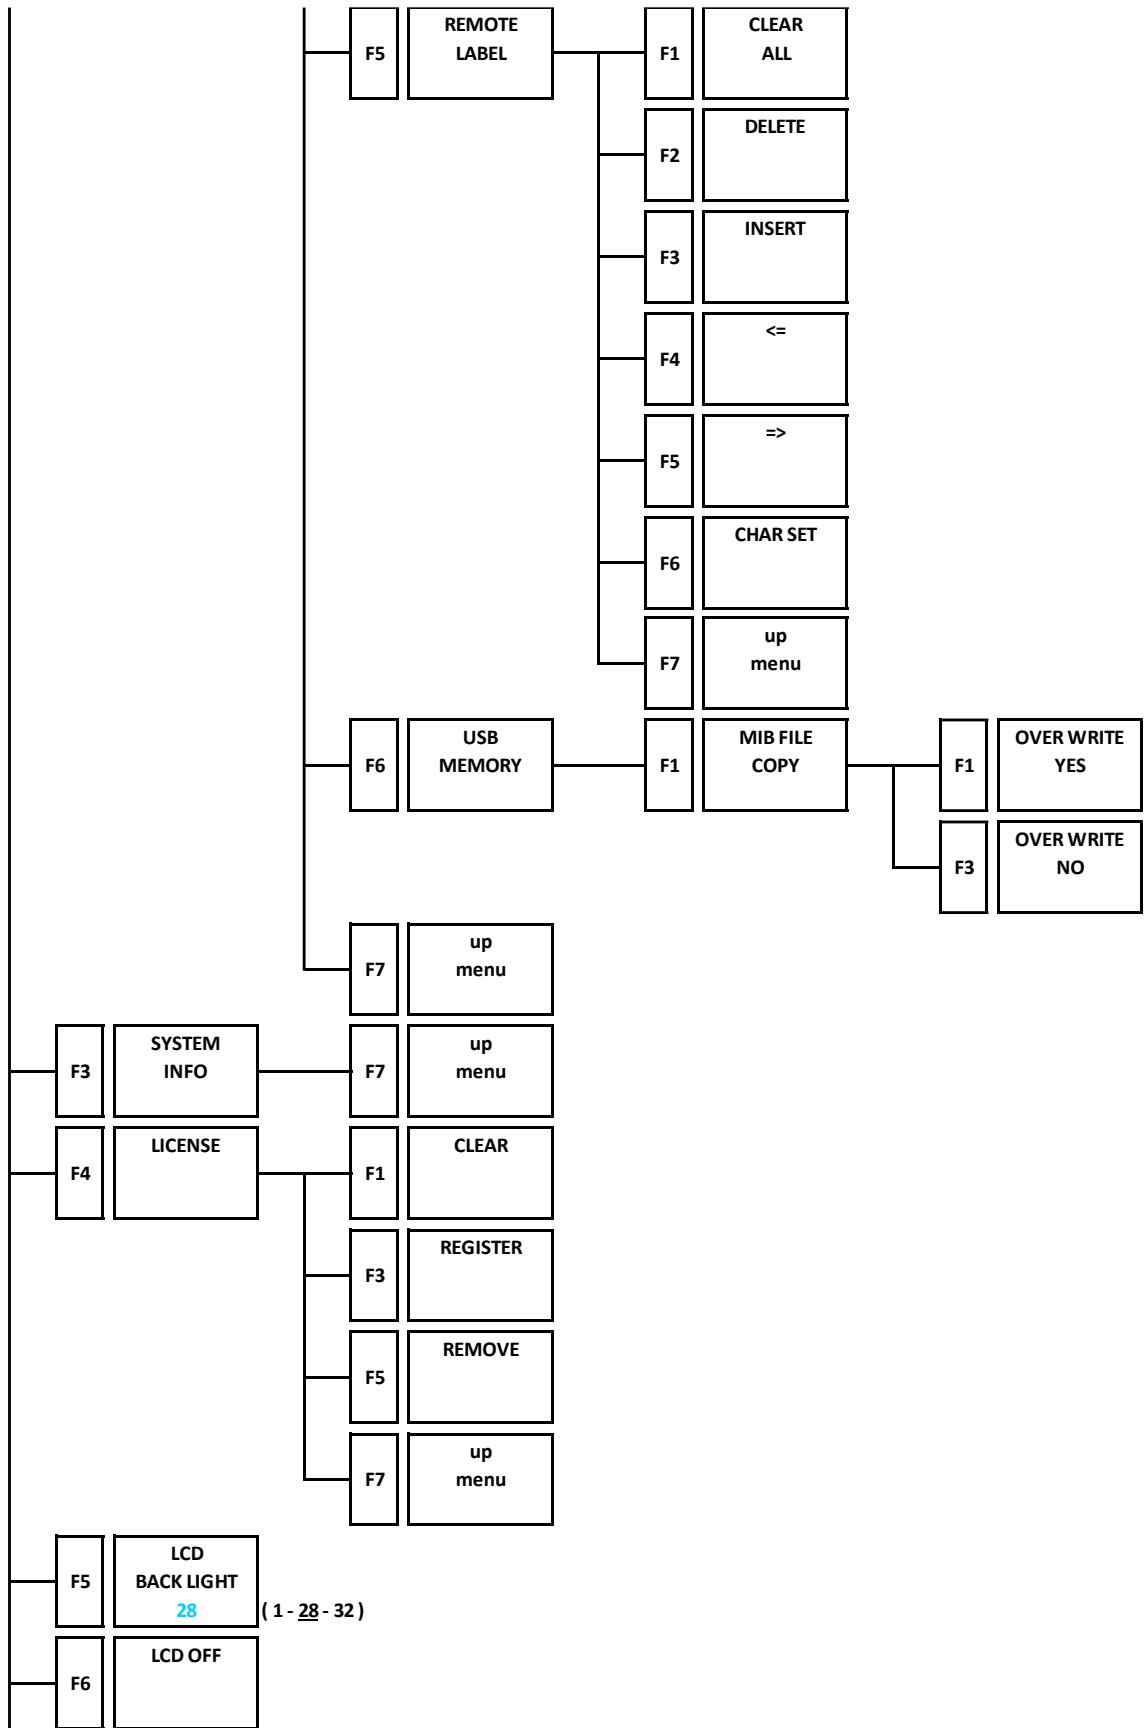 F5
REMOTE
LABEL
F1
CLEAR
ALL
F2
DELETE
F3
INSERT
F4
<=
F5
=>
F6
CHAR SET
F7
up
menu
F6
USB
MEMORY
F1
MIB FILE
COPY
F1
OVER WRITE
YES
F3
OVER WRITE
NO
F7
up
menu
F3
SYSTEM
INFO
F7
up
menu
F4
LICENSE
F1
CLEAR
F3
REGISTER
F5
REMOVE
F7
up
menu
F5
LCD
BACK LIGHT
28
( 1 - 28 - 32 )
F6
LCD OFF